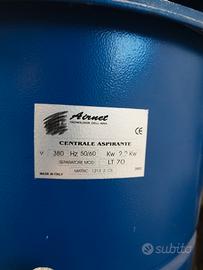 Airnet
TECNOLOGIE DELL'ARIA
CE
CENTRALE ASPIRANTE
V 380 Hz 50/60 Kw 2,2 Kw
SEPARATORE MOD. LT 70
MADE IN ITALY MATRIC.
subito